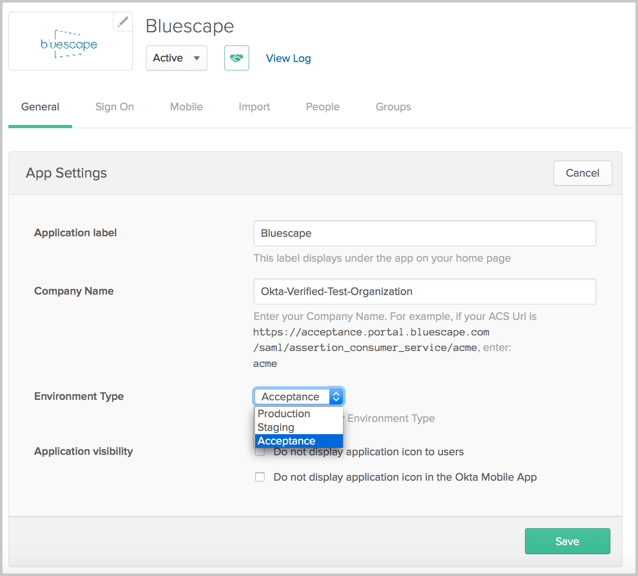 Bluescape
bluescape
Active
View Log
General Sign On Mobile Import People Groups
App Settings
Cancel
Application label
Bluescape
This label displays under the app on your home page
Company Name
Okta-Verified-Test-Organization
Enter your Company Name. For example, if your ACS Url is
https://acceptance.portal.bluescape.com
/saml/assertion_consumer_service/acme, enter:
acme
Environment Type
Acceptance
Production
Environment Type
Staging
Acceptance
Application visibility
Do not display application icon to users
Do not display application icon in the Okta Mobile App
Save